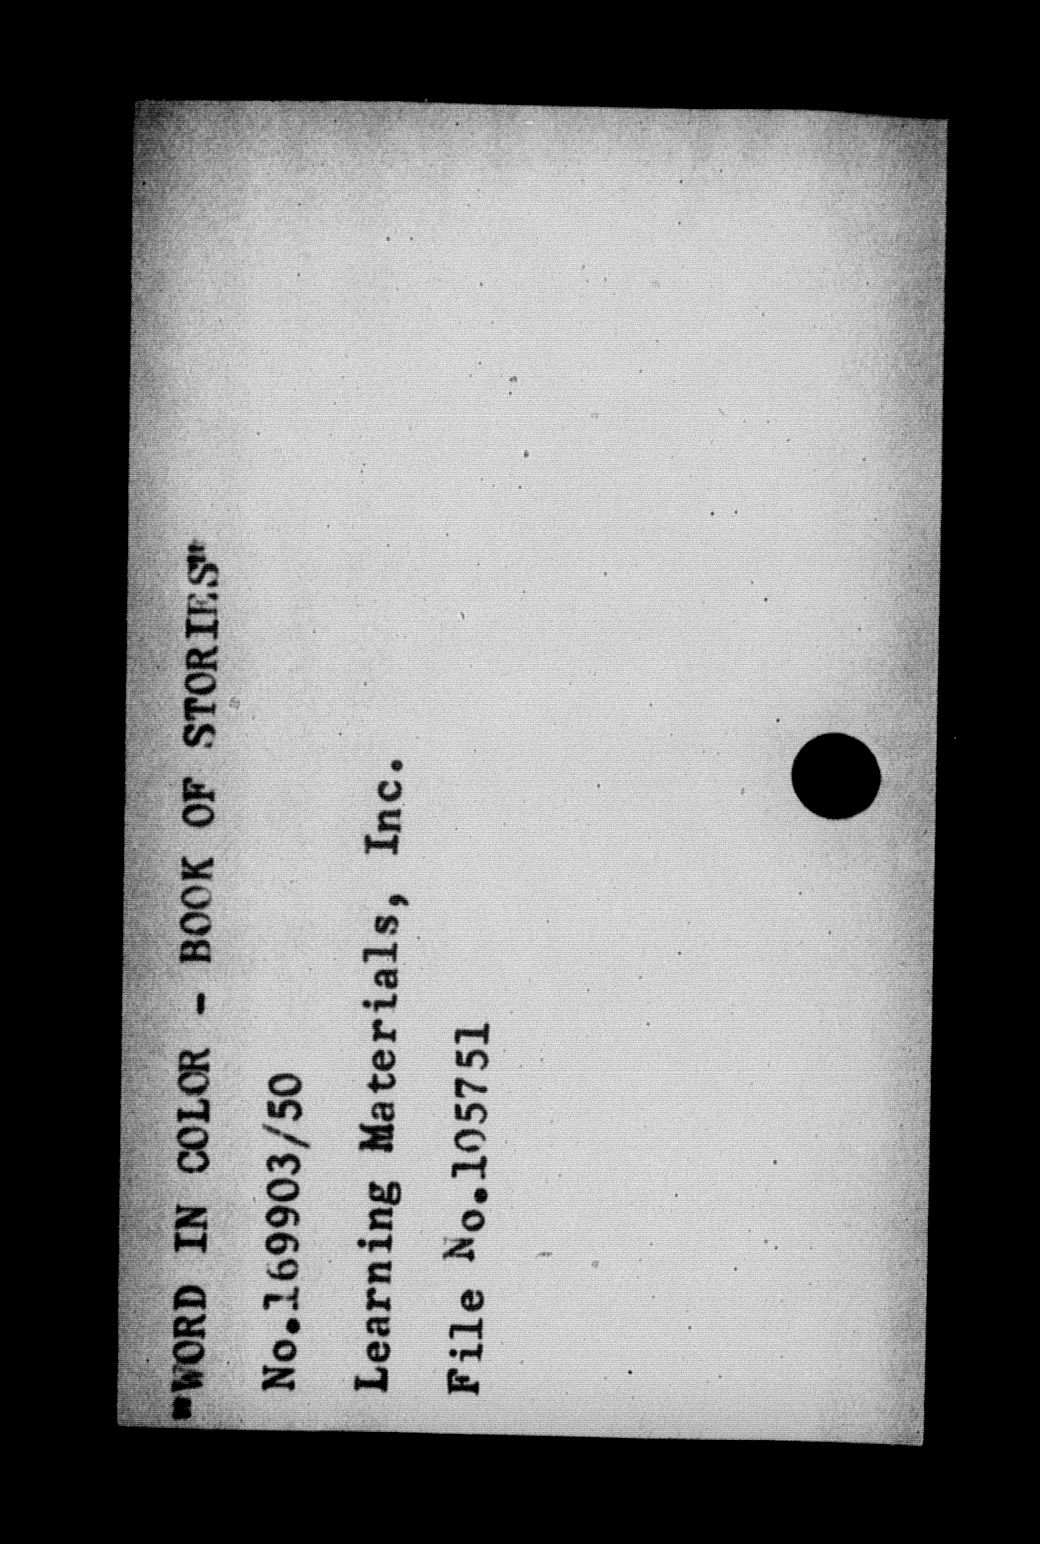 "WORD IN COLOR - BOOK OF STORIES"
No.169903/50
Learning Materials, Inc.
File No.105751